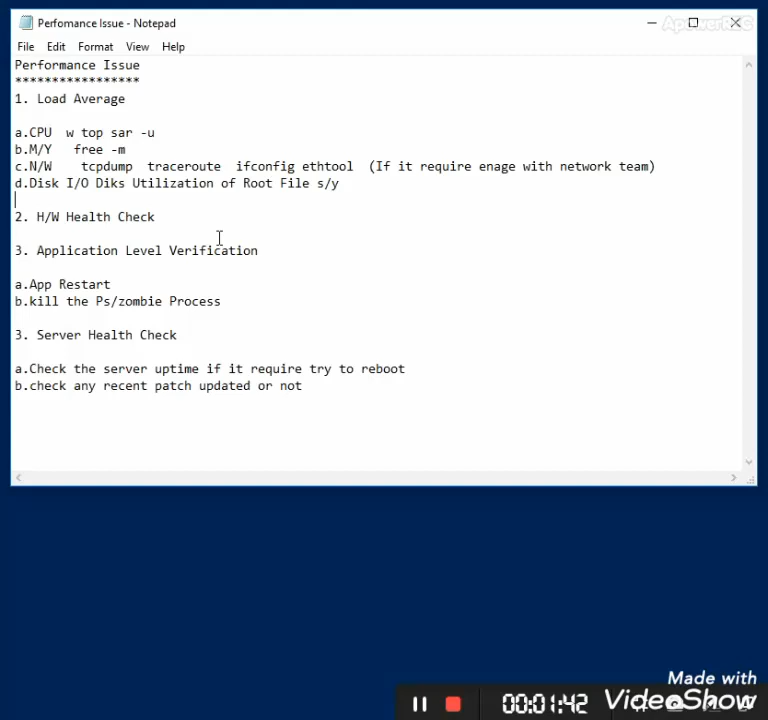 Perfomance Issue - Notepad
ApowerREC
File Edit Format View Help
Performance Issue
*****************
1. Load Average
a.CPU w top sar -u
b.M/Y free -m
c.N/W tcpdump traceroute ifconfig ethtool (If it require enage with network team)
d.Disk I/O Diks Utilization of Root File s/y
2. H/W Health Check
3. Application Level Verification
a.App Restart
b.kill the Ps/zombie Process
3. Server Health Check
a.Check the server uptime if it require try to reboot
b.check any recent patch updated or not
Made with
VideoShow
00:01:42